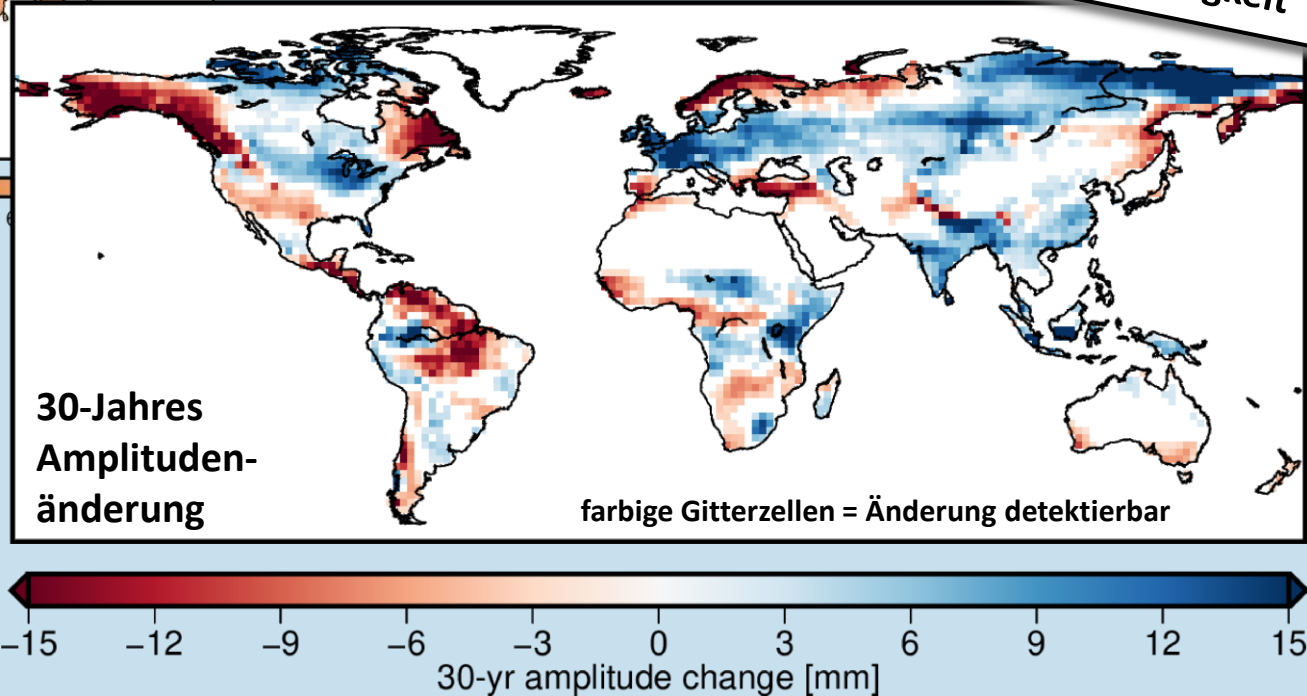 30-Jahres
Amplituden-
änderung
farbige Gitterzellen = Änderung detektierbar
−15 −12 −9 −6 −3 0 3 6 9 12 15
30-yr amplitude change [mm]